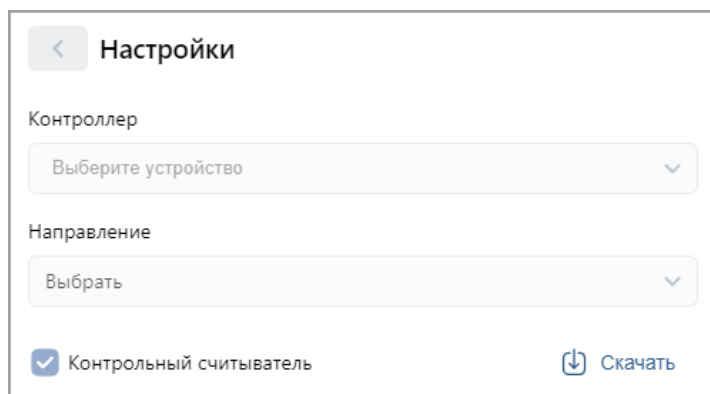 Настройки
Контроллер
Выберите устройство
Направление
Выбрать
Контрольный считыватель Скачать